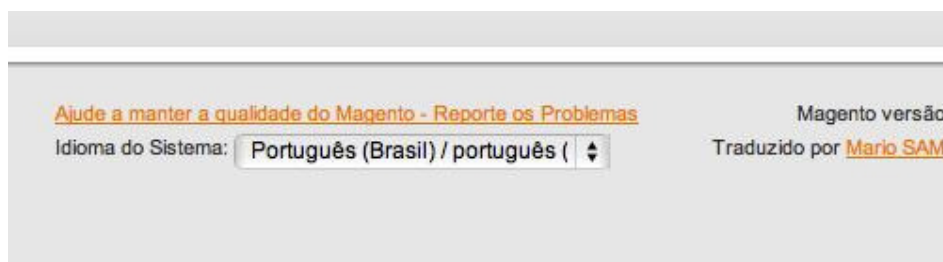 Ajude a manter a qualidade do Magento - Reporte os Problemas
Magento versão
Idioma do Sistema: Português (Brasil) / português (
Traduzido por Mario SAM